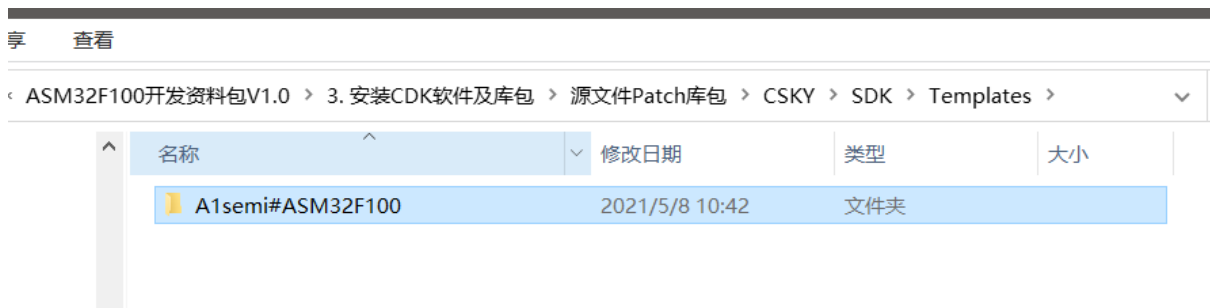 享 查看
ASM32F100开发资料包V1.0 › 3. 安装CDK软件及库包 › 源文件Patch库包 › CSKY › SDK › Templates ›
名称 修改日期 类型 大小
A1semi#ASM32F100 2021/5/8 10:42 文件夹